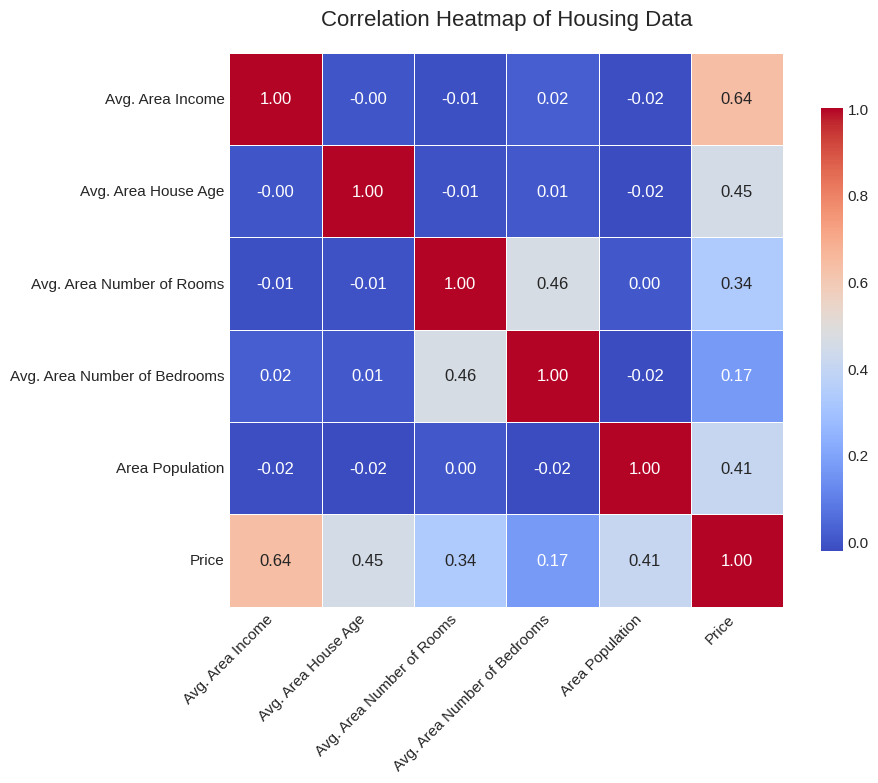 Correlation Heatmap of Housing Data
Avg. Area Income 1.00 -0.00 -0.01 0.02 -0.02 0.64
Avg. Area House Age -0.00 1.00 -0.01 0.01 -0.02 0.45
Avg. Area Number of Rooms -0.01 -0.01 1.00 0.46 0.00 0.34
Avg. Area Number of Bedrooms 0.02 0.01 0.46 1.00 -0.02 0.17
Area Population -0.02 -0.02 0.00 -0.02 1.00 0.41
Price 0.64 0.45 0.34 0.17 0.41 1.00
Avg. Area Income
Avg. Area House Age
Avg. Area Number of Rooms
Avg. Area Number of Bedrooms
Area Population
Price
1.0
0.8
0.6
0.4
0.2
0.0